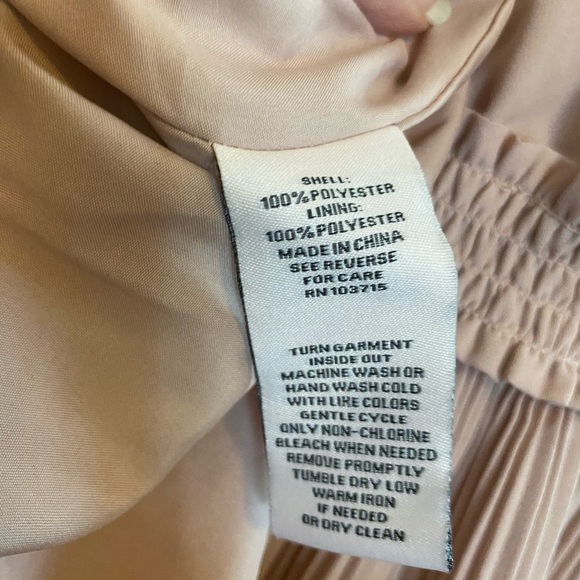 SHELL:
100% POLYESTER
LINING:
100% POLYESTER
MADE IN CHINA
SEE REVERSE
FOR CARE
RN 103715
TURN GARMENT
INSIDE OUT
MACHINE WASH OR
HAND WASH COLD
WITH LIKE COLORS
GENTLE CYCLE
ONLY NON-CHLORINE
BLEACH WHEN NEEDED
REMOVE PROMPTLY
TUMBLE DRY LOW
WARM IRON
IF NEEDED
OR DRY CLEAN